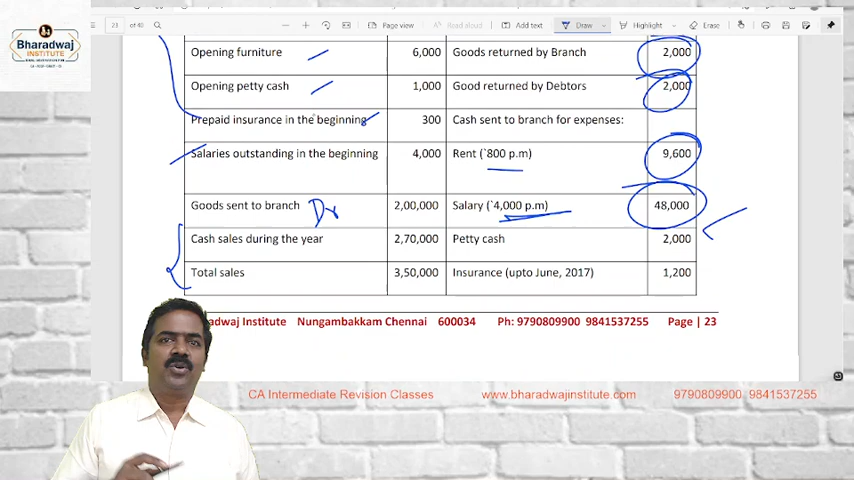 Bharadwaj
INSTITUTE
23 of 40
Page view
Read aloud
Add text
Draw
Highlight
Erase
Opening furniture 6,000 Goods returned by Branch 2,000
Opening petty cash 1,000 Good returned by Debtors 2,000
Prepaid insurance in the beginning 300 Cash sent to branch for expenses:
Salaries outstanding in the beginning 4,000 Rent (`800 p.m) 9,600
Goods sent to branch Dr 2,00,000 Salary (`4,000 p.m) 48,000
Cash sales during the year 2,70,000 Petty cash 2,000
Total sales 3,50,000 Insurance (upto June, 2017) 1,200
adwaj Institute Nungambakkam Chennai 600034 Ph: 9790809900 9841537255 Page | 23
CA Intermediate Revision Classes www.bharadwajinstitute.com 9790809900 9841537255